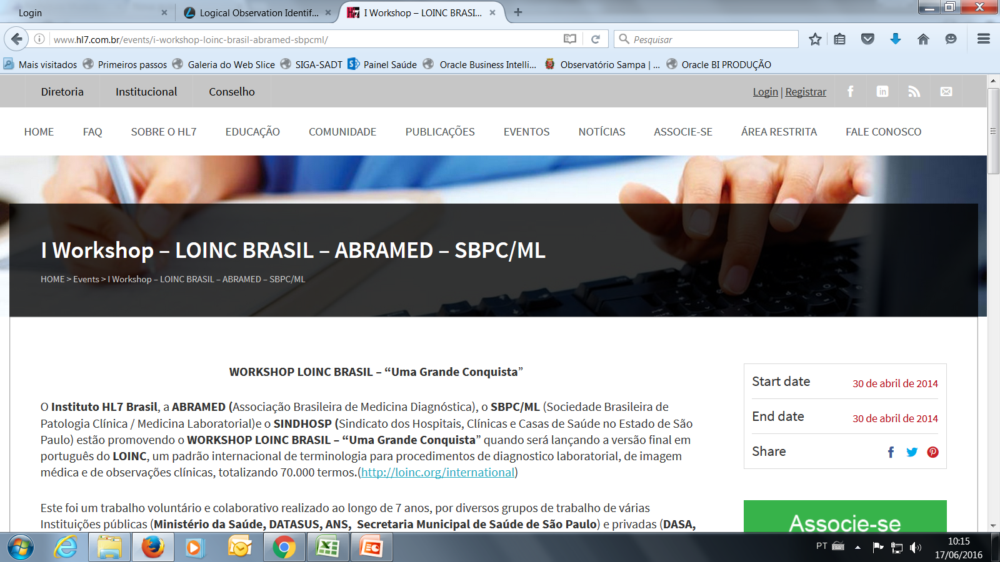 Login
Logical Observation Identif...
I Workshop – LOINC BRASI...
www.hl7.com.br/events/i-workshop-loinc-brasil-abramed-sbpcml/
Pesquisar
Mais visitados
Primeiros passos
Galeria do Web Slice
SIGA-SADT
Painel Saúde
Oracle Business Intelli...
Observatório Sampa | ...
Oracle BI PRODUÇÃO
Diretoria
Institucional
Conselho
Login | Registrar
HOME
FAQ
SOBRE O HL7
EDUCAÇÃO
COMUNIDADE
PUBLICAÇÕES
EVENTOS
NOTÍCIAS
ASSOCIE-SE
ÁREA RESTRITA
FALE CONOSCO
I Workshop – LOINC BRASIL – ABRAMED – SBPC/ML
HOME > Events > I Workshop – LOINC BRASIL – ABRAMED – SBPC/ML
WORKSHOP LOINC BRASIL – “Uma Grande Conquista”
O Instituto HL7 Brasil, a ABRAMED (Associação Brasileira de Medicina Diagnóstica), o SBPC/ML (Sociedade Brasileira de
Patologia Clínica / Medicina Laboratorial)e o SINDHOSP (Sindicato dos Hospitais, Clínicas e Casas de Saúde no Estado de São
Paulo) estão promovendo o WORKSHOP LOINC BRASIL – “Uma Grande Conquista” quando será lançando a versão final em
português do LOINC, um padrão internacional de terminologia para procedimentos de diagnostico laboratorial, de imagem
médica e de observações clínicas, totalizando 70.000 termos.(http://loinc.org/international)
Este foi um trabalho voluntário e colaborativo realizado ao longo de 7 anos, por diversos grupos de trabalho de várias
Instituições públicas (Ministério da Saúde, DATASUS, ANS, Secretaria Municipal de Saúde de São Paulo) e privadas (DASA,
Start date
30 de abril de 2014
End date
30 de abril de 2014
Share
Associe-se
PT
10:15
17/06/2016